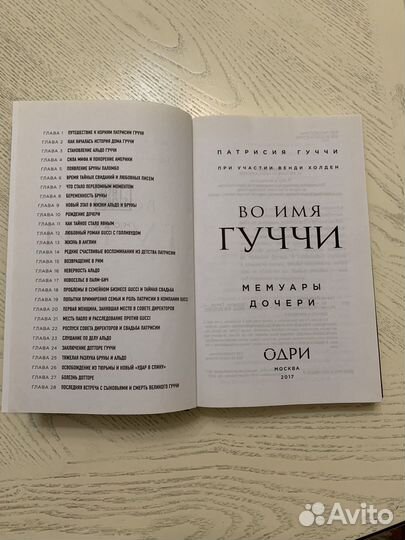 ГЛАВА 1 ПУТЕШЕСТВИЕ К КОРНЯМ ПАТРИСИИ ГУЧЧИ
ГЛАВА 2 КАК НАЧАЛАСЬ ИСТОРИЯ ДОМА ГУЧЧИ
ГЛАВА 3 СТАНОВЛЕНИЕ АЛЬДО ГУЧЧИ
ГЛАВА 4 СИЛА МИФА И ПОКОРЕНИЕ АМЕРИКИ
ГЛАВА 5 ПОЯВЛЕНИЕ БРУНЫ ПАЛОМБО
ГЛАВА 6 ВРЕМЯ ТАЙНЫХ СВИДАНИЙ И ЛЮБОВНЫХ ПИСЕМ
ГЛАВА 7 ЧТО СТАЛО ПЕРЕЛОМНЫМ МОМЕНТОМ
ГЛАВА 8 БЕРЕМЕННОСТЬ БРУНЫ
ГЛАВА 9 НОВЫЙ ЭТАП В ЖИЗНИ АЛЬДО И БРУНЫ
ГЛАВА 10 РОЖДЕНИЕ ДОЧЕРИ
ГЛАВА 11 КАК ТАЙНОЕ СТАЛО ЯВНЫМ
ГЛАВА 12 ЛЮБОВНЫЙ РОМАН GUCCI С ГОЛЛИВУДОМ
ГЛАВА 13 ЖИЗНЬ В АНГЛИИ
ГЛАВА 14 РЕДКИЕ СЧАСТЛИВЫЕ ВОСПОМИНАНИЯ ИЗ ДЕТСТВА ПАТРИСИИ
ГЛАВА 15 ВОЗВРАЩЕНИЕ В РИМ
ГЛАВА 16 НЕВЕРНОСТЬ АЛЬДО
ГЛАВА 17 НОВОСЕЛЬЕ В ПАЛМ-БИЧ
ГЛАВА 18 ПРОБЛЕМЫ В СЕМЕЙНОМ БИЗНЕСЕ GUCCI И ТАЙНАЯ СВАДЬБА
ГЛАВА 19 ПОПЫТКИ ПРИМИРЕНИЯ СЕМЬИ И РОЛЬ ПАТРИСИИ В КОМПАНИИ GUCCI
ГЛАВА 20 ПЕРВАЯ ЖЕНЩИНА, ЗАНЯВШАЯ МЕСТО В СОВЕТЕ ДИРЕКТОРОВ
ГЛАВА 21 МЕСТЬ ПАОЛО И РАССЛЕДОВАНИЕ ПРОТИВ GUCCI
ГЛАВА 22 РОСПУСК СОВЕТА ДИРЕКТОРОВ И СВАДЬБА ПАТРИСИИ
ГЛАВА 23 СЛУШАНИЕ ПО ДЕЛУ АЛЬДО
ГЛАВА 24 ЗАКЛЮЧЕНИЕ ДОТТОРЕ ГУЧЧИ
ГЛАВА 25 ТЯЖЕЛАЯ РАЗЛУКА БРУНЫ И АЛЬДО
ГЛАВА 26 ОСВОБОЖДЕНИЕ ИЗ ТЮРЬМЫ И НОВЫЙ «УДАР В СПИНУ»
ГЛАВА 27 БОЛЕЗНЬ ДОТТОРЕ
ГЛАВА 28 ПОСЛЕДНЯЯ ВСТРЕЧА С СЫНОВЬЯМИ И СМЕРТЬ ВЕЛИКОГО ГУЧЧИ
ПАТРИСИЯ ГУЧЧИ
ПРИ УЧАСТИИ ВЕНДИ ХОЛДЕН
ВО ИМЯ
ГУЧЧИ
МЕМУАРЫ
ДОЧЕРИ
ОДРИ
МОСКВА
2017
Avito